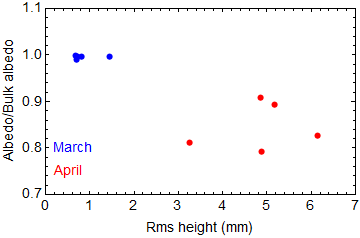 1.1
1.0
0.9
0.8
0.7
Albedo/Bulk albedo
March
April
0 1 2 3 4 5 6 7
Rms height (mm)